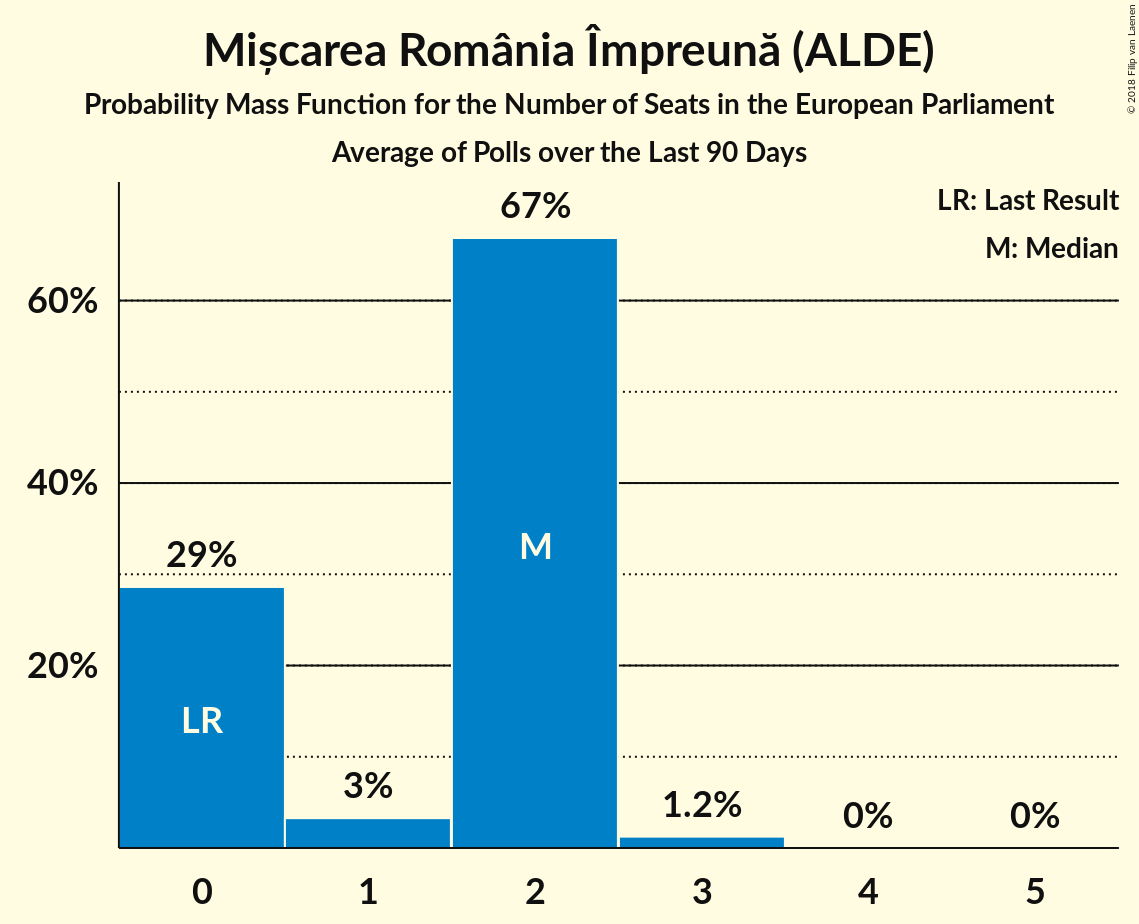 Mișcarea România Împreună (ALDE)
Probability Mass Function for the Number of Seats in the European Parliament
Average of Polls over the Last 90 Days
© 2018 Filip van Laenen
LR: Last Result
M: Median
67%
60%
40%
M
29%
20%
LR
3%
1.2%
0%
0%
0 1 2 3 4 5